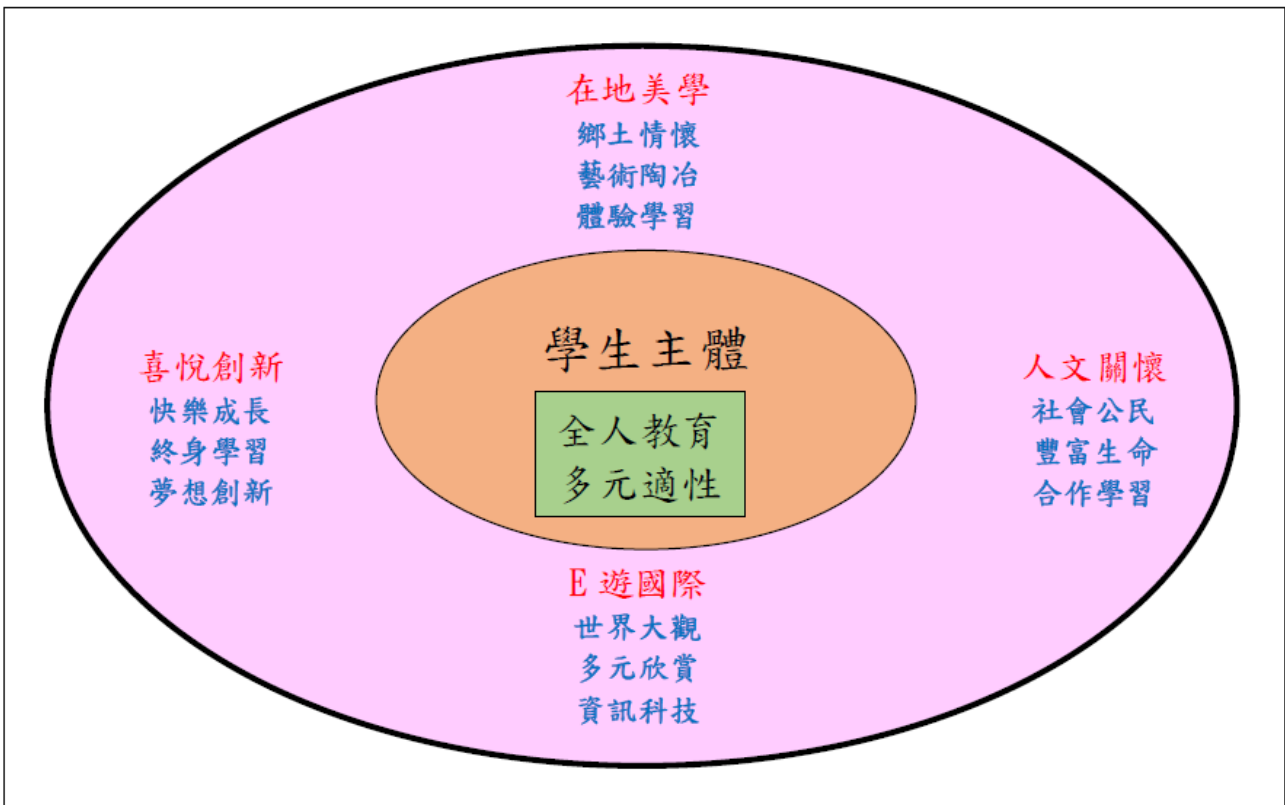 在地美學
鄉土情懷
藝術陶冶
體驗學習
喜悅創新
快樂成長
終身學習
夢想創新
學生主體
全人教育
多元適性
人文關懷
社會公民
豐富生命
合作學習
E遊國際
世界大觀
多元欣賞
資訊科技